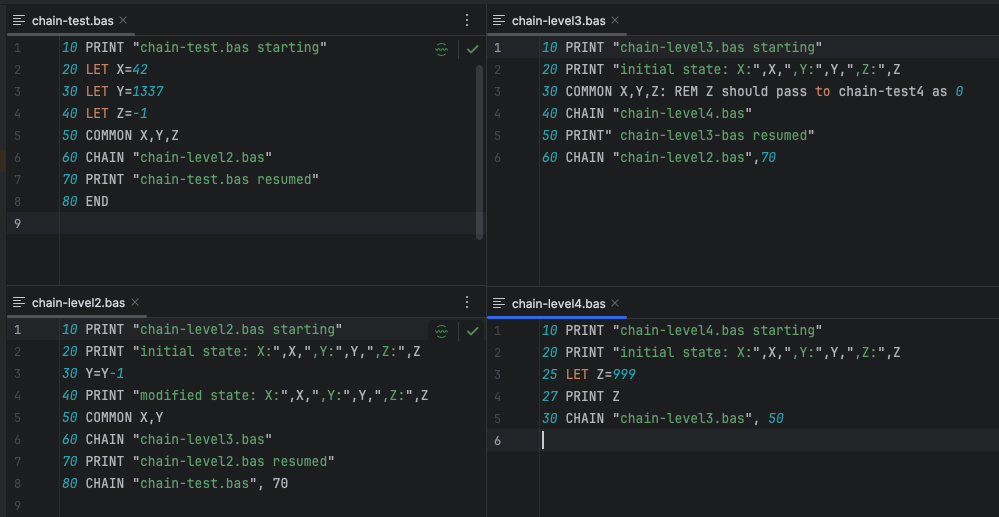 chain-test.bas
1 10 PRINT "chain-test.bas starting"
2 20 LET X=42
3 30 LET Y=1337
4 40 LET Z=-1
5 50 COMMON X,Y,Z
6 60 CHAIN "chain-level2.bas"
7 70 PRINT "chain-test.bas resumed"
8 80 END
9
chain-level2.bas
1 10 PRINT "chain-level2.bas starting"
2 20 PRINT "initial state: X:",X,",Y:",Y,",Z:",Z
3 30 Y=Y-1
4 40 PRINT "modified state: X:",X,",Y:",Y,",Z:",Z
5 50 COMMON X,Y
6 60 CHAIN "chain-level3.bas"
7 70 PRINT "chain-level2.bas resumed"
8 80 CHAIN "chain-test.bas", 70
9
chain-level3.bas
1 10 PRINT "chain-level3.bas starting"
2 20 PRINT "initial state: X:",X,",Y:",Y,",Z:",Z
3 30 COMMON X,Y,Z: REM Z should pass to chain-test4 as 0
4 40 CHAIN "chain-level4.bas"
5 50 PRINT" chain-level3-bas resumed"
6 60 CHAIN "chain-level2.bas",70
chain-level4.bas
1 10 PRINT "chain-level4.bas starting"
2 20 PRINT "initial state: X:",X,",Y:",Y,",Z:",Z
3 25 LET Z=999
4 27 PRINT Z
5 30 CHAIN "chain-level3.bas", 50
6